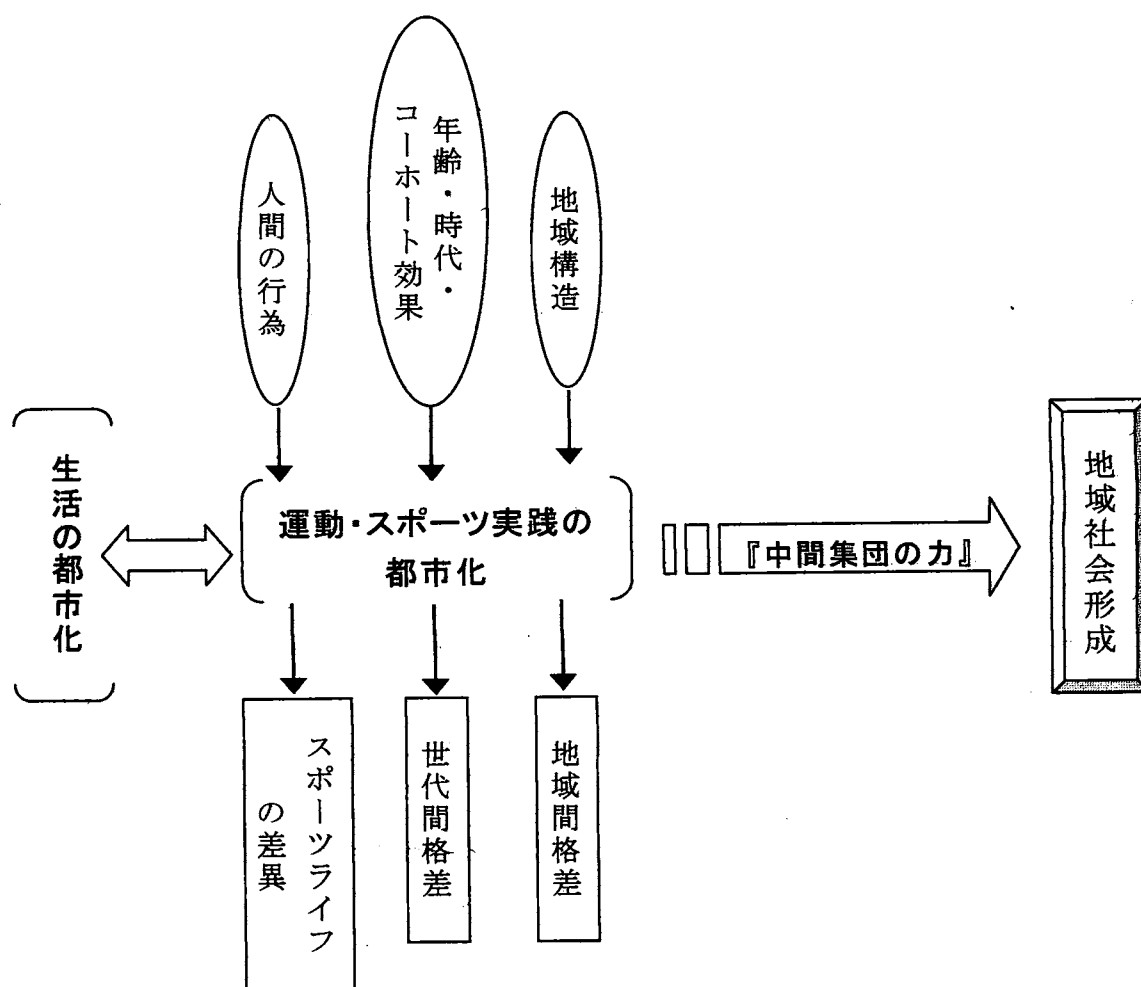 人間の行為
年齢・時代・
コーホート効果
地域構造
生活の都市化
運動・スポーツ実践の
都市化
『中間集団の力』
地域社会形成
スポーツライフ
の差異
世代間格差
地域間格差